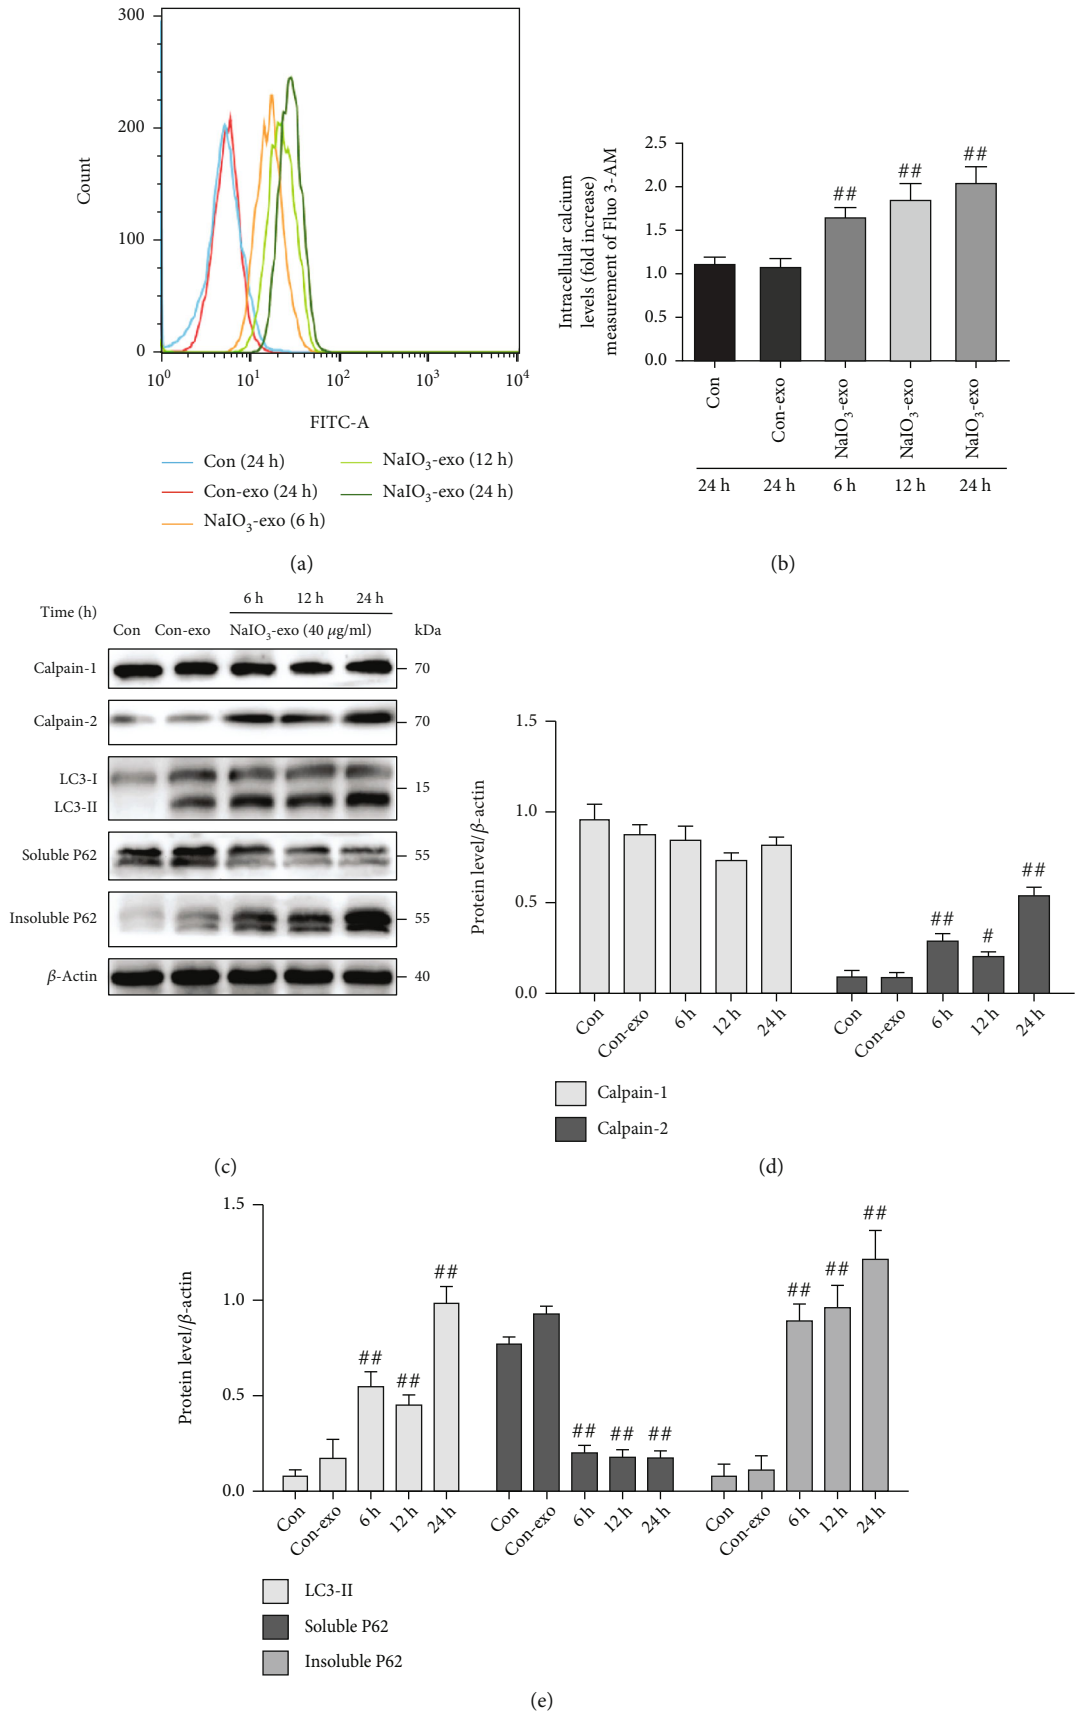 300
200
100
0
Count
10^0 10^1 10^2 10^3 10^4
FITC-A
Con (24 h)
Con-exo (24 h)
NaIO3-exo (6 h)
NaIO3-exo (12 h)
NaIO3-exo (24 h)
(a)
Intracellular calcium
levels (fold increase)
measurement of Fluo 3-AM
2.5
2.0
1.5
1.0
0.5
0.0
## ## ##
Con Con-exo NaIO3-exo NaIO3-exo NaIO3-exo
24 h 24 h 6 h 12 h 24 h
(b)
Time (h) 6 h 12 h 24 h
Con Con-exo NaIO3-exo (40 μg/ml) kDa
Calpain-1 70
Calpain-2 70
LC3-I
15
LC3-II
Soluble P62 55
Insoluble P62 55
β-Actin 40
(c)
Protein level/β-actin
1.5
1.0
0.5
0.0
## # ##
Con Con-exo 6 h 12 h 24 h Con Con-exo 6 h 12 h 24 h
Calpain-1
Calpain-2
(d)
Protein level/β-actin
1.5
1.0
0.5
0.0
## ## ## ## ## ## ## ## ##
Con Con-exo 6 h 12 h 24 h Con Con-exo 6 h 12 h 24 h Con Con-exo 6 h 12 h 24 h
LC3-II
Soluble P62
Insoluble P62
(e)